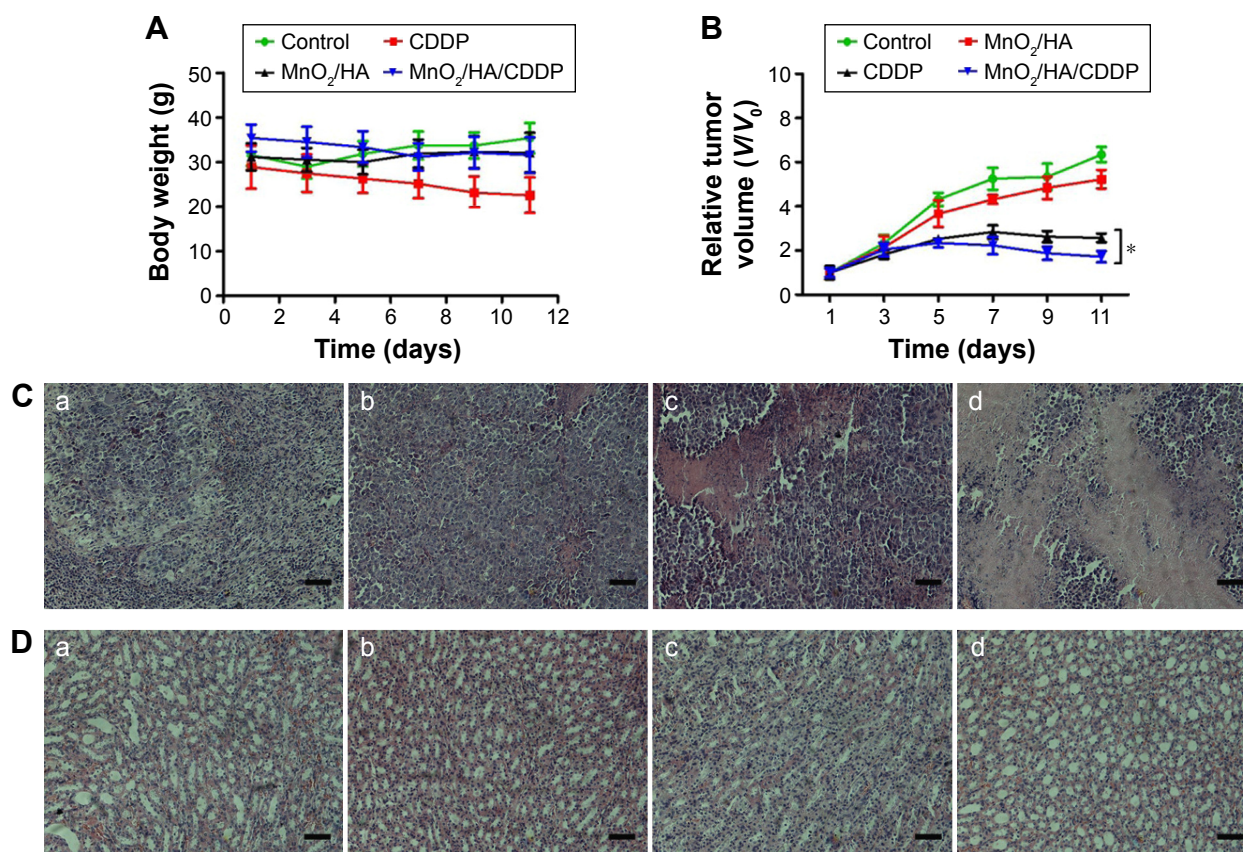 A
Control CDDP
MnO₂/HA MnO₂/HA/CDDP
Body weight (g)
50
40
30
20
10
0
0 2 4 6 8 10 12
Time (days)
B
Control MnO₂/HA
CDDP MnO₂/HA/CDDP
Relative tumor
volume (V/V₀)
10
8
6
4
2
0
*
1 3 5 7 9 11
Time (days)
C
a b c d
D
a b c d